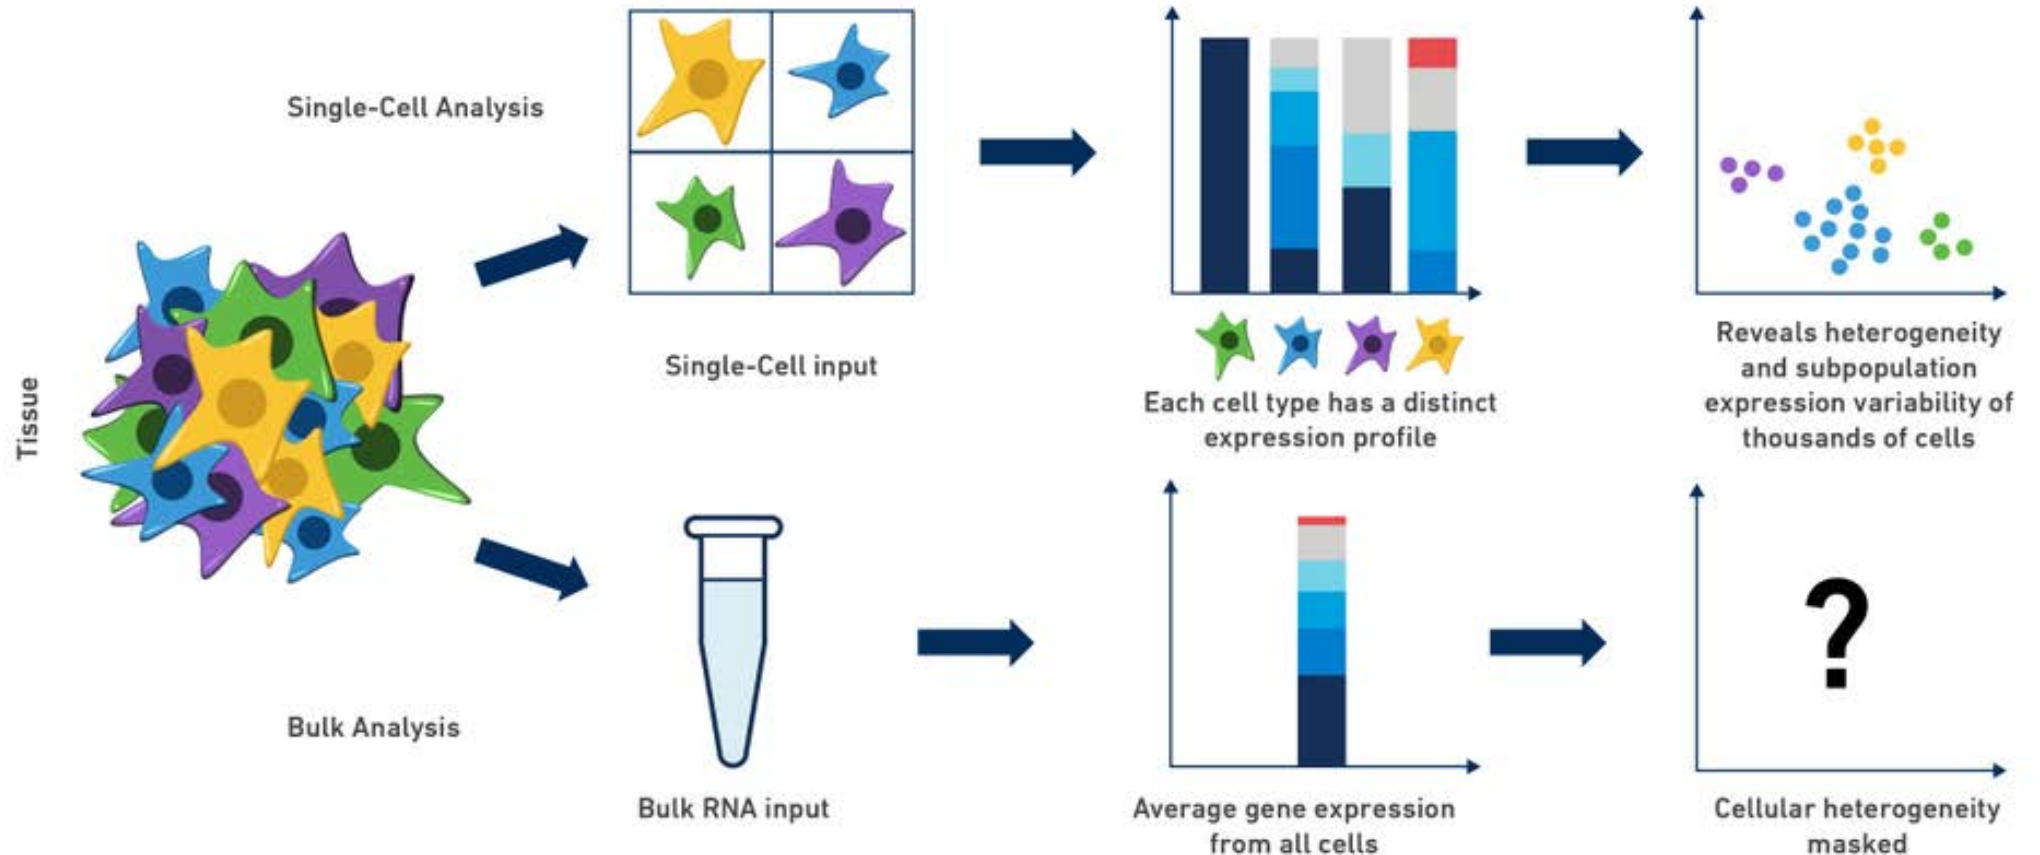 Tissue
Single-Cell Analysis
Single-Cell input
Each cell type has a distinct
expression profile
Reveals heterogeneity
and subpopulation
expression variability of
thousands of cells
Bulk Analysis
Bulk RNA input
Average gene expression
from all cells
?
Cellular heterogeneity
masked